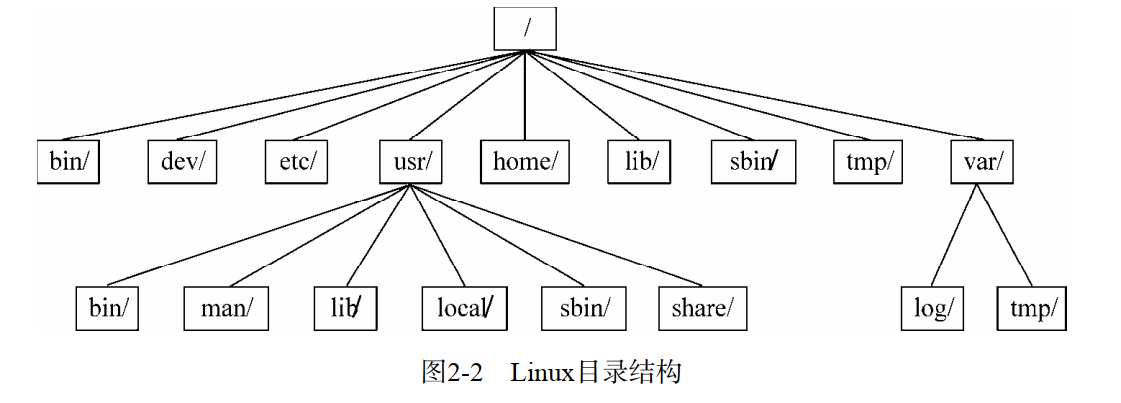 /
bin/ dev/ etc/ usr/ home/ lib/ sbin/ tmp/ var/
bin/ man/ lib/ local/ sbin/ share/ log/ tmp/
图2-2 Linux目录结构